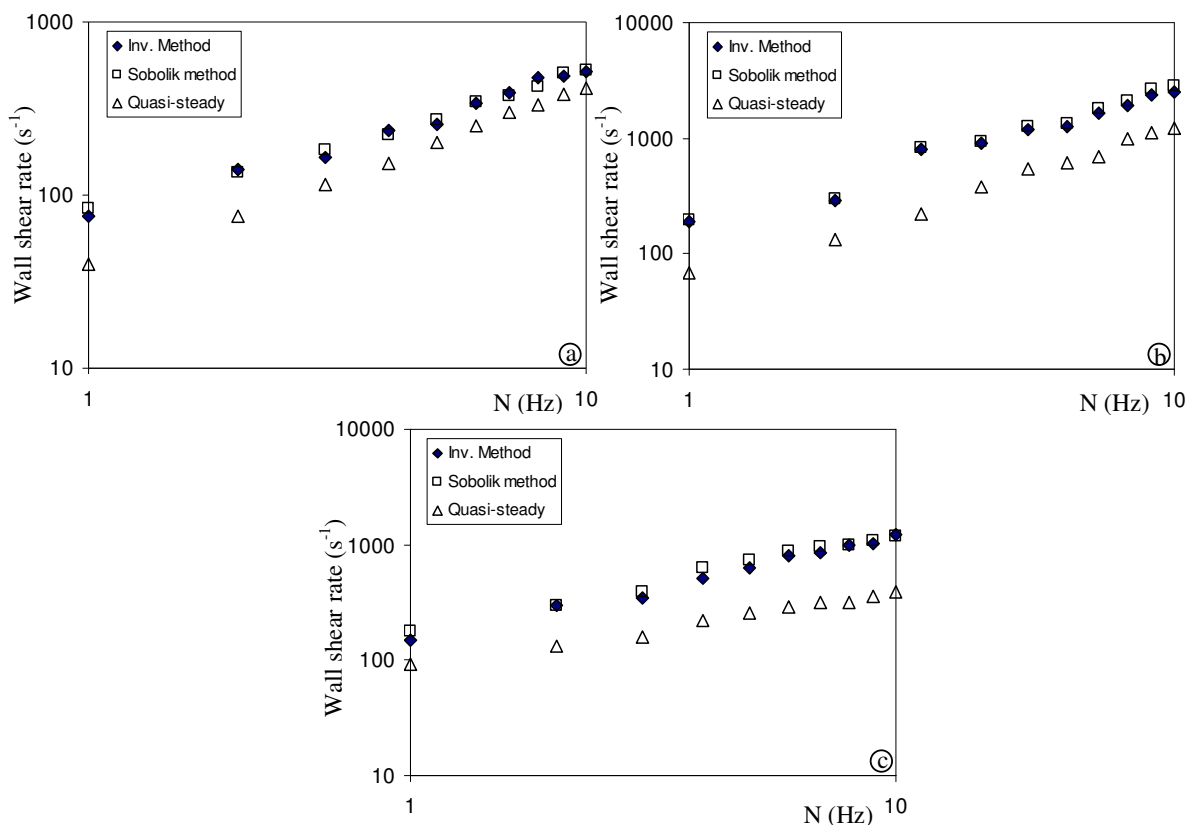 1000
100
10
Wall shear rate (s⁻¹)
Inv. Method
Sobolik method
Quasi-steady
a
1
N (Hz)
10
10000
1000
100
10
Wall shear rate (s⁻¹)
Inv. Method
Sobolik method
Quasi-steady
b
1
N (Hz)
10
10000
1000
100
10
Wall shear rate (s⁻¹)
Inv. Method
Sobolik method
Quasi-steady
c
1
N (Hz)
10